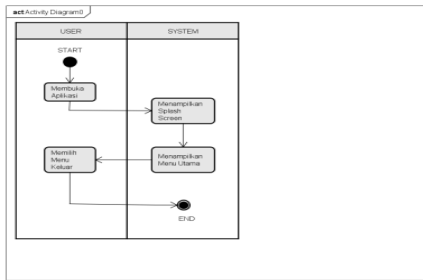 act Activity Diagram0
USER
SYSTEM
START
Membuka
Aplikasi
Menampilkan
Splash
Screen
Memilih
Menu
Keluar
Menampilkan
Menu Utama
END